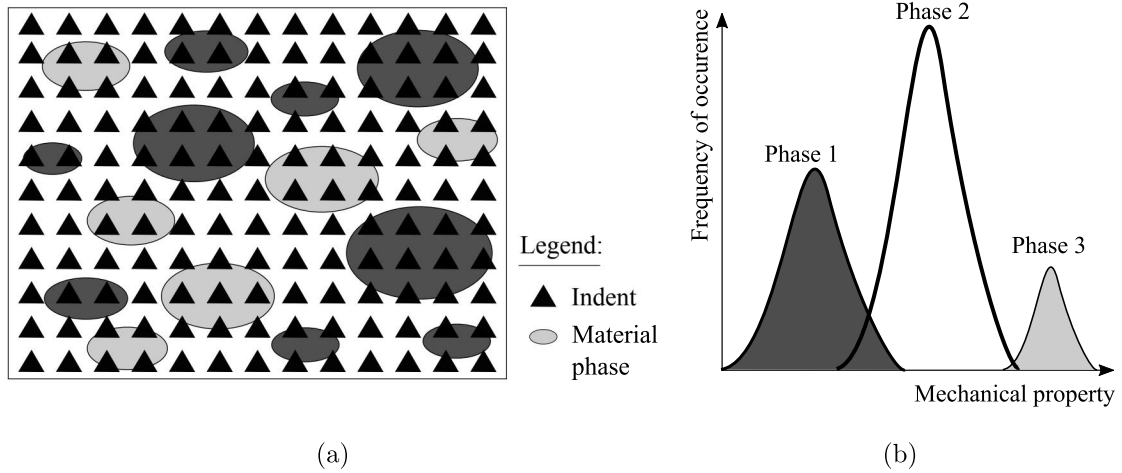 Legend:
Indent
Material
phase
(a)
Frequency of occurence
Phase 1
Phase 2
Phase 3
Mechanical property
(b)